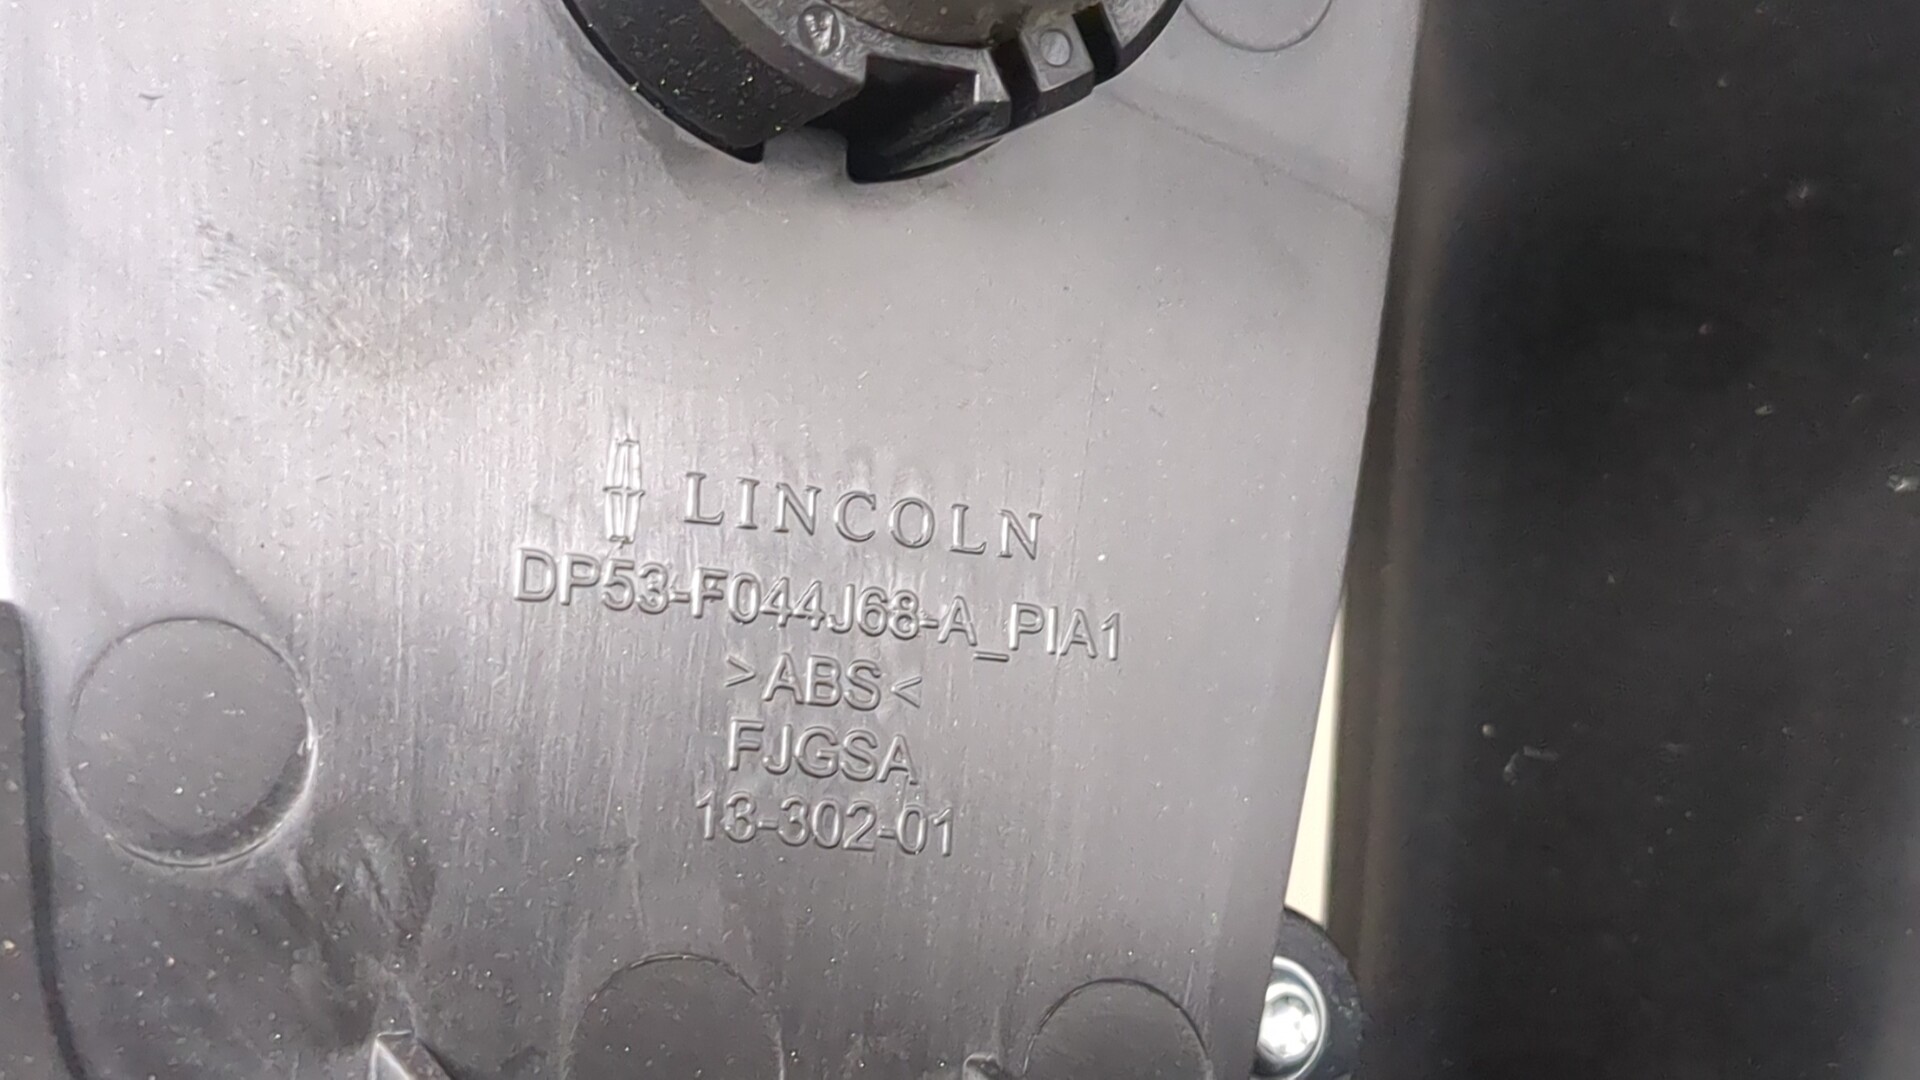 LINCOLN
DP53-F044J68-A_PIA1
>ABS<
FJGSA
13-302-01